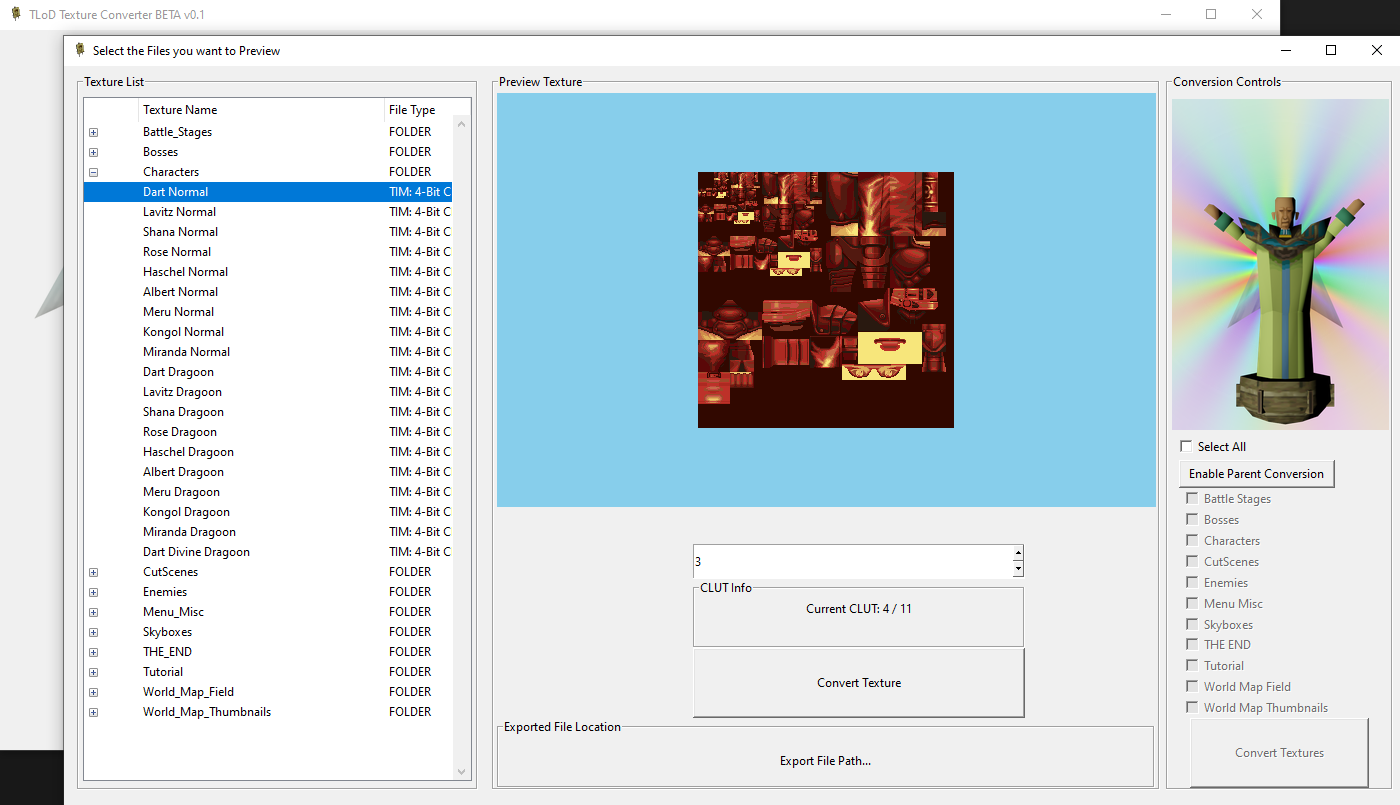 TLoD Texture Converter BETA v0.1
Select the Files you want to Preview
Texture List
Texture Name File Type
Battle_Stages FOLDER
Bosses FOLDER
Characters FOLDER
Dart Normal TIM: 4-Bit C
Lavitz Normal TIM: 4-Bit C
Shana Normal TIM: 4-Bit C
Rose Normal TIM: 4-Bit C
Haschel Normal TIM: 4-Bit C
Albert Normal TIM: 4-Bit C
Meru Normal TIM: 4-Bit C
Kongol Normal TIM: 4-Bit C
Miranda Normal TIM: 4-Bit C
Dart Dragoon TIM: 4-Bit C
Lavitz Dragoon TIM: 4-Bit C
Shana Dragoon TIM: 4-Bit C
Rose Dragoon TIM: 4-Bit C
Haschel Dragoon TIM: 4-Bit C
Albert Dragoon TIM: 4-Bit C
Meru Dragoon TIM: 4-Bit C
Kongol Dragoon TIM: 4-Bit C
Miranda Dragoon TIM: 4-Bit C
Dart Divine Dragoon TIM: 4-Bit C
CutScenes FOLDER
Enemies FOLDER
Menu_Misc FOLDER
Skyboxes FOLDER
THE_END FOLDER
Tutorial FOLDER
World_Map_Field FOLDER
World_Map_Thumbnails FOLDER
Preview Texture
3
CLUT Info
Current CLUT: 4 / 11
Convert Texture
Exported File Location
Export File Path...
Conversion Controls
Select All
Enable Parent Conversion
Battle Stages
Bosses
Characters
CutScenes
Enemies
Menu Misc
Skyboxes
THE END
Tutorial
World Map Field
World Map Thumbnails
Convert Textures